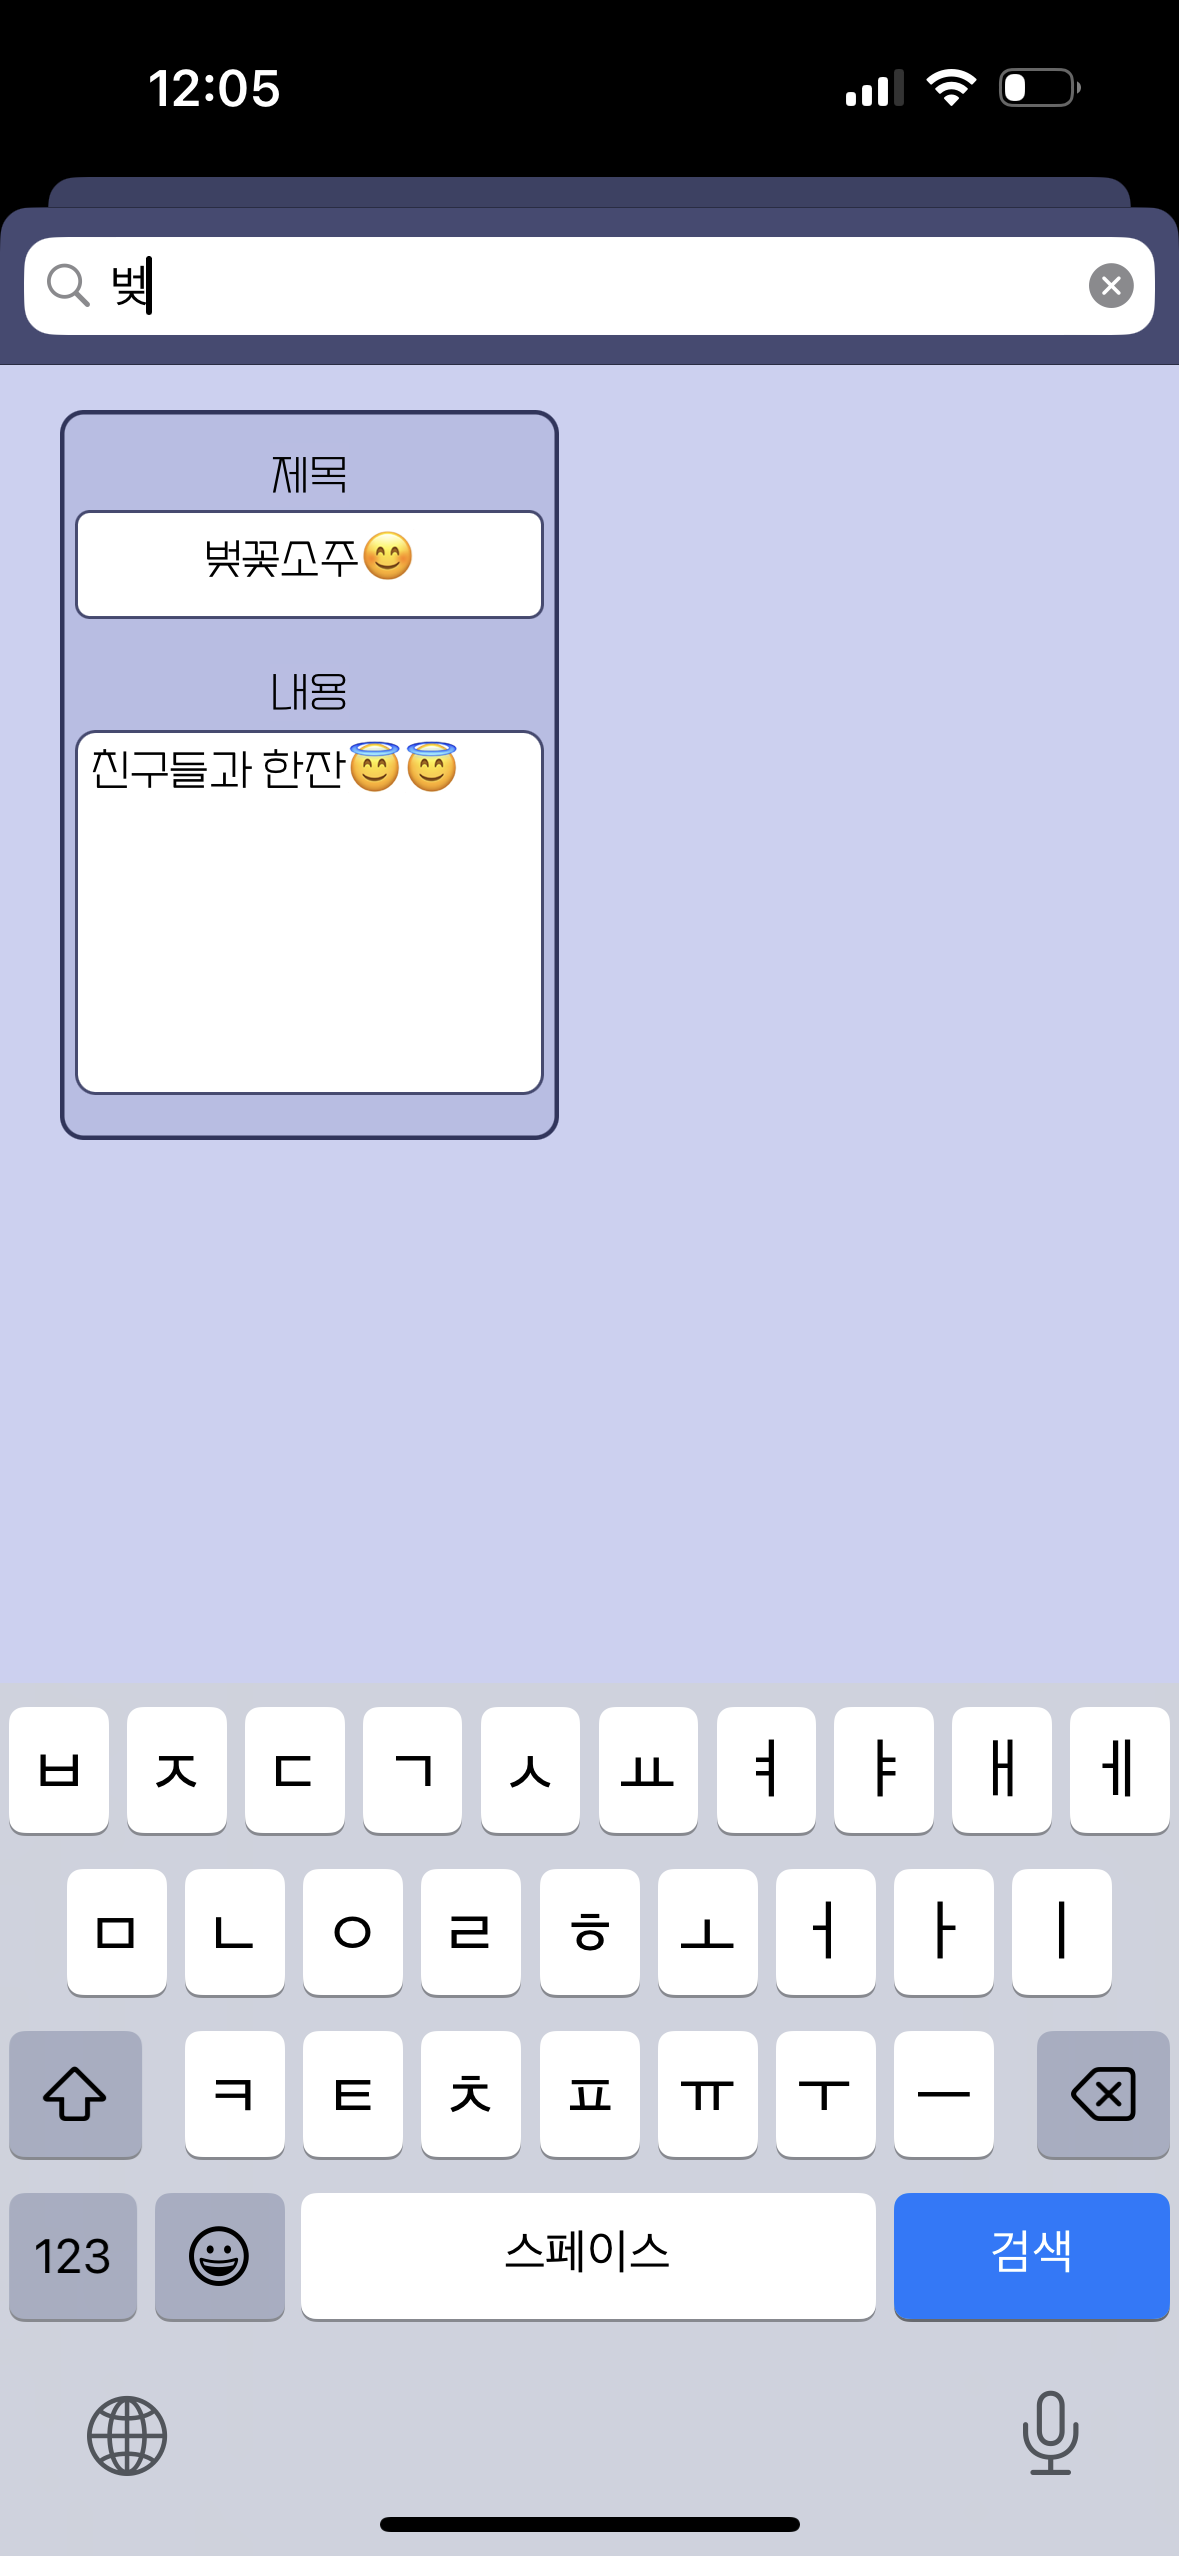 12:05
벚
제목
벚꽃소주😊
내용
친구들과 한잔😇😇
ㅂ ㅈ ㄷ ㄱ ㅅ ㅛ ㅕ ㅑ ㅐ ㅔ
ㅁ ㄴ ㅇ ㄹ ㅎ ㅗ ㅓ ㅏ ㅣ
ㅋ ㅌ ㅊ ㅍ ㅠ ㅜ ㅡ
123 스페이스 검색